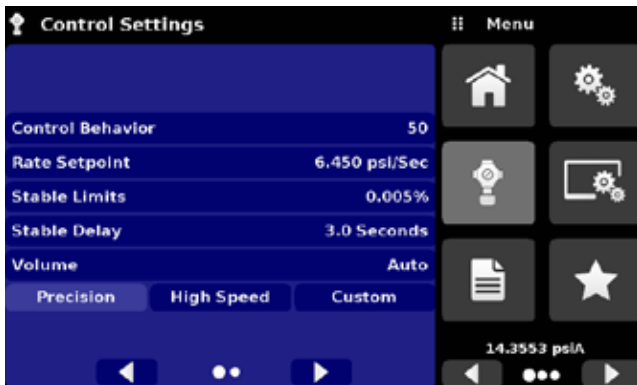 Control Settings
Menu
Control Behavior 50
Rate Setpoint 6.450 psi/Sec
Stable Limits 0.005%
Stable Delay 3.0 Seconds
Volume Auto
Precision High Speed Custom
14.3553 psiA